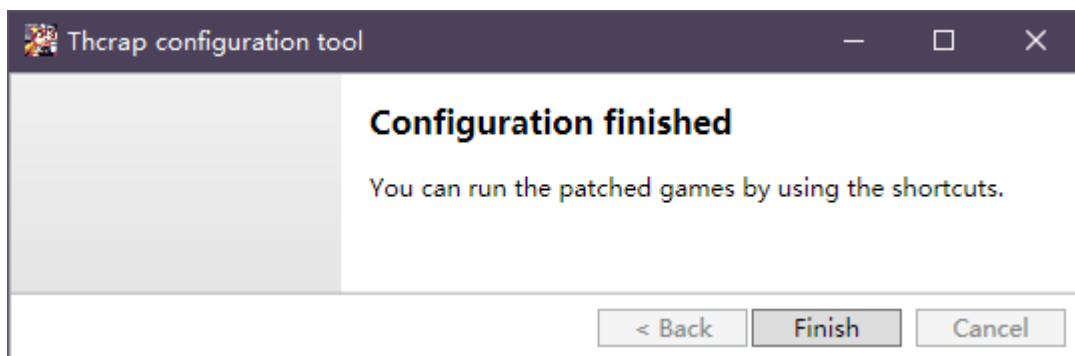 Thcrap configuration tool
Configuration finished
You can run the patched games by using the shortcuts.
< Back Finish Cancel